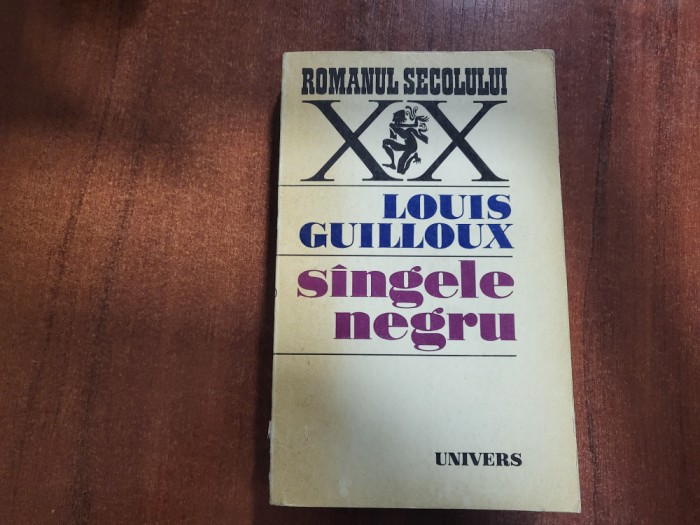 ROMANUL SECOLULUI
XX
LOUIS
GUILLOUX
sîngele
negru
UNIVERS